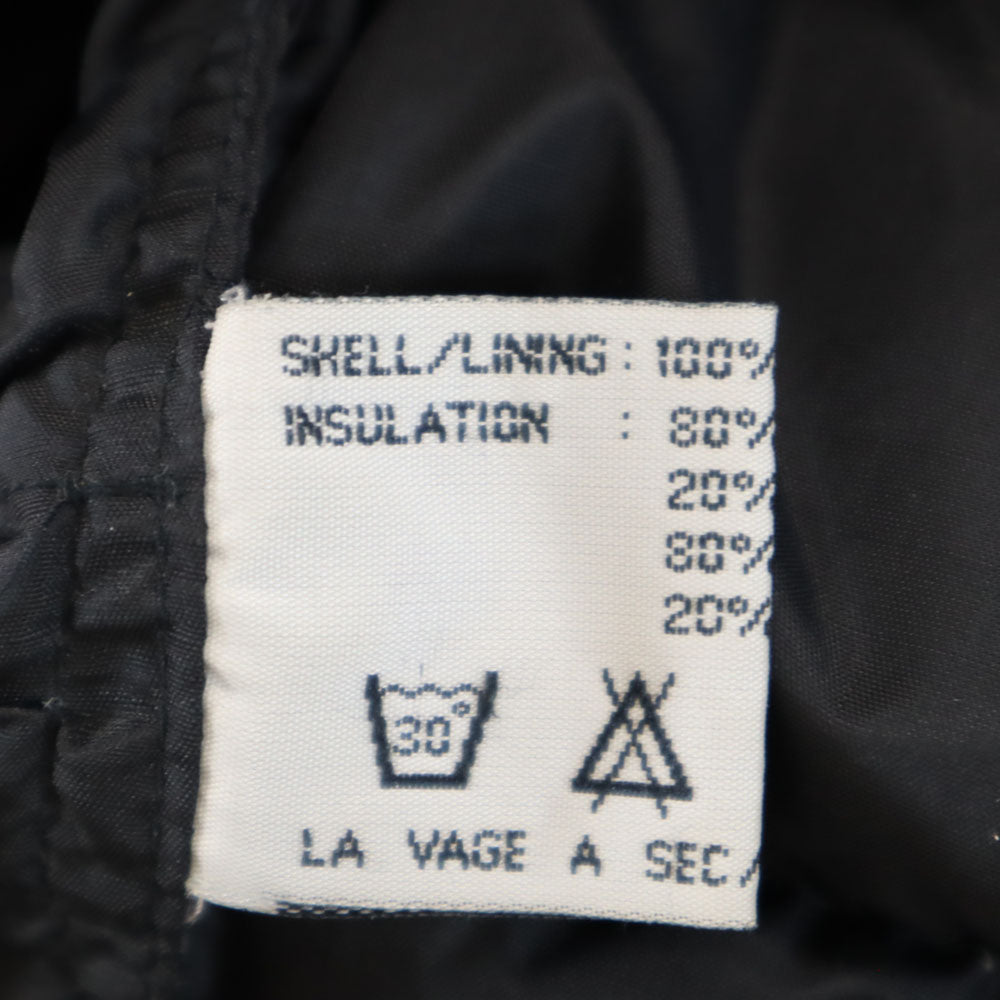 SHELL/LINING : 100%
INSULATION : 80%
20%
80%
20%
30°
LA VAGE A SEC/